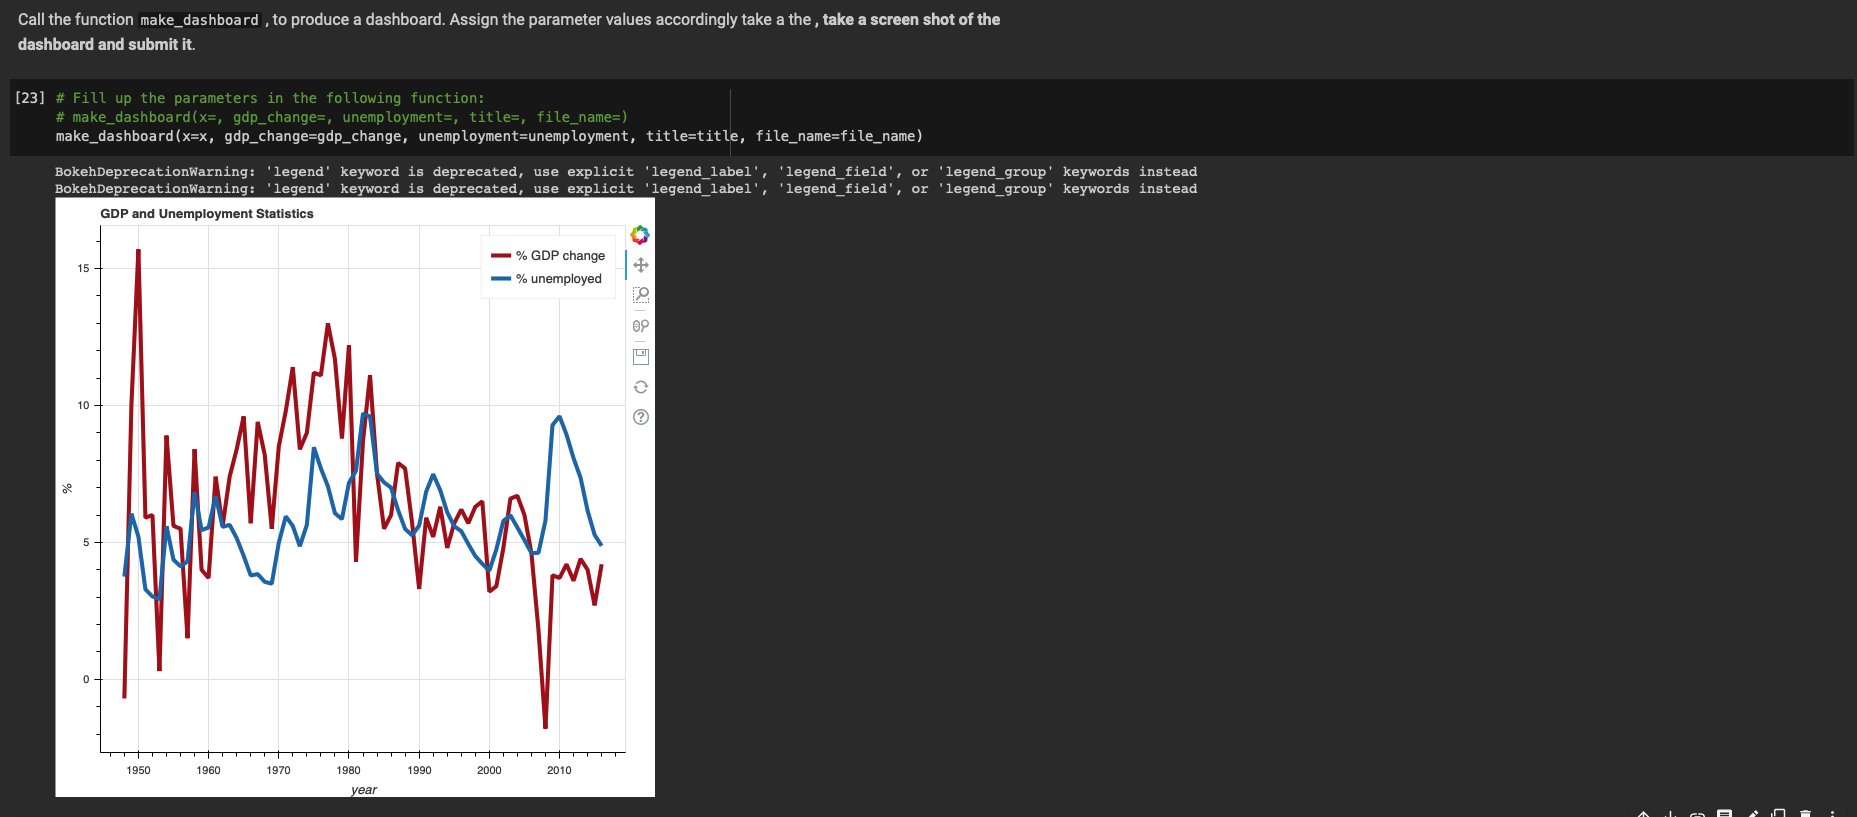 Call the function make_dashboard , to produce a dashboard. Assign the parameter values accordingly take a the , take a screen shot of the
dashboard and submit it.
[23] # Fill up the parameters in the following function:
# make_dashboard(x=, gdp_change=, unemployment=, title=, file_name=)
make_dashboard(x=x, gdp_change=gdp_change, unemployment=unemployment, title=title, file_name=file_name)
BokehDeprecationWarning: 'legend' keyword is deprecated, use explicit 'legend_label', 'legend_field', or 'legend_group' keywords instead
BokehDeprecationWarning: 'legend' keyword is deprecated, use explicit 'legend_label', 'legend_field', or 'legend_group' keywords instead
GDP and Unemployment Statistics
% GDP change
% unemployed
15
10
5
0
%
1950 1960 1970 1980 1990 2000 2010
year